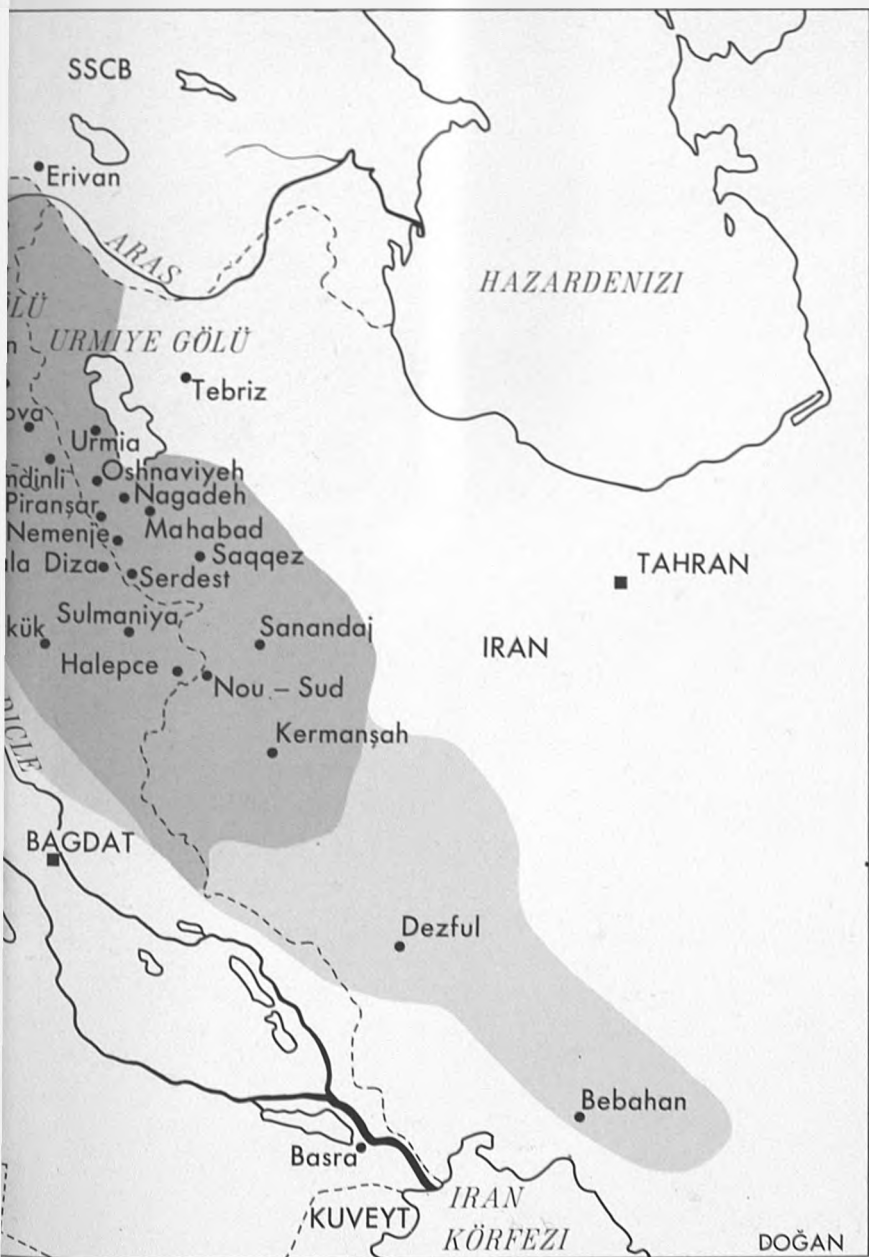 SSCB
Erivan
ARAS
HAZARDENIZI
URMIYE GÖLÜ
Tebriz
Urmia
Oshnaviyeh
Nagadeh
Piranşar
Mahabad
Nemenje
Saqqez
Diza
Serdest
TAHRAN
Sulmaniya
Sanandaj
IRAN
Halepce
Nou – Sud
Kermanşah
DICLE
BAGDAT
Dezful
Bebahan
Basra
KUVEYT
IRAN
KÖRFEZI
DOĞAN